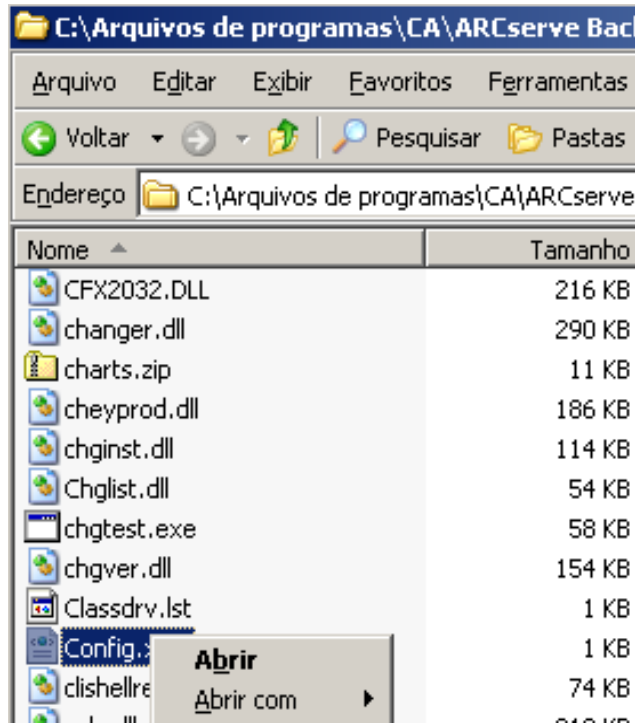 C:\Arquivos de programas\CA\ARCserve Bac
Arquivo Editar Exibir Favoritos Ferramentas
Voltar Pesquisar Pastas
Endereço C:\Arquivos de programas\CA\ARCserve
Nome Tamanho
CFX2032.DLL 216 KB
changer.dll 290 KB
charts.zip 11 KB
cheyprod.dll 186 KB
chginst.dll 114 KB
Chglist.dll 54 KB
chgtest.exe 58 KB
chgver.dll 154 KB
Classdrv.lst 1 KB
Config.x 1 KB
Abrir
clishellre 74 KB
Abrir com